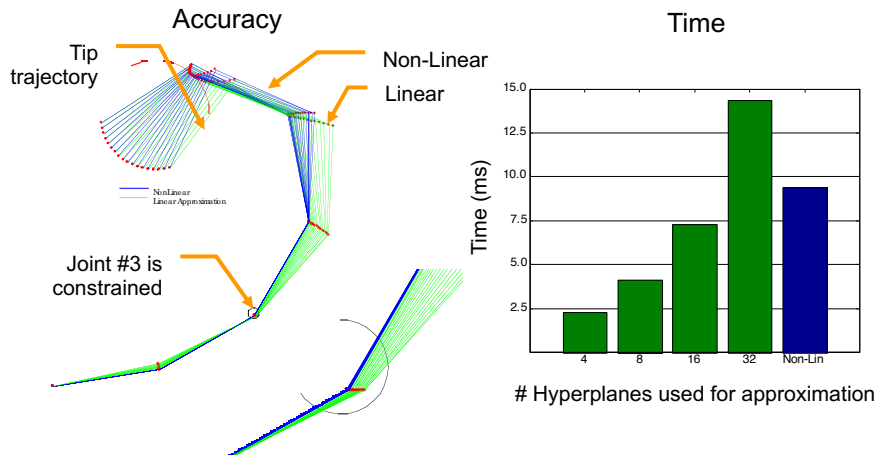 Accuracy
Tip
trajectory
Non-Linear
Linear
NonLinear
Linear Approximation
Joint #3 is
constrained
Time
Time (ms)
15.0
12.5
10.0
7.5
5.0
2.5
4
8
16
32
Non-Lin
# Hyperplanes used for approximation